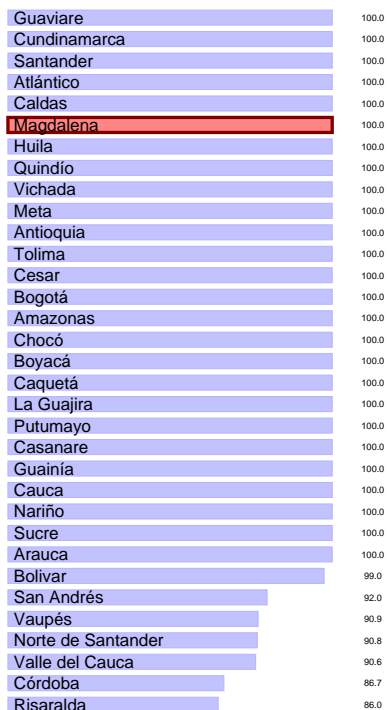 Guaviare 100.0
Cundinamarca 100.0
Santander 100.0
Atlántico 100.0
Caldas 100.0
Magdalena 100.0
Huila 100.0
Quindío 100.0
Vichada 100.0
Meta 100.0
Antioquia 100.0
Tolima 100.0
Cesar 100.0
Bogotá 100.0
Amazonas 100.0
Chocó 100.0
Boyacá 100.0
Caquetá 100.0
La Guajira 100.0
Putumayo 100.0
Casanare 100.0
Guainía 100.0
Cauca 100.0
Nariño 100.0
Sucre 100.0
Arauca 100.0
Bolivar 99.0
San Andrés 92.0
Vaupés 90.9
Norte de Santander 90.8
Valle del Cauca 90.6
Córdoba 86.7
Risaralda 86.0